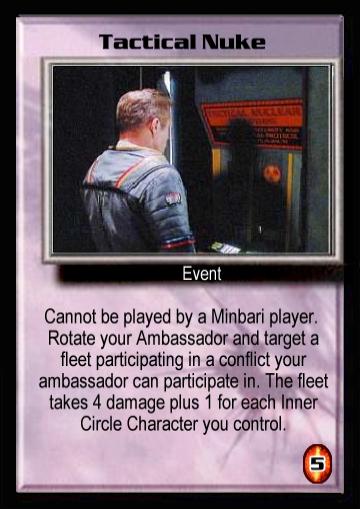 Tactical Nuke
TACTICAL NUCLEAR
Event
Cannot be played by a Minbari player.
Rotate your Ambassador and target a
fleet participating in a conflict your
ambassador can participate in. The fleet
takes 4 damage plus 1 for each Inner
Circle Character you control.
5